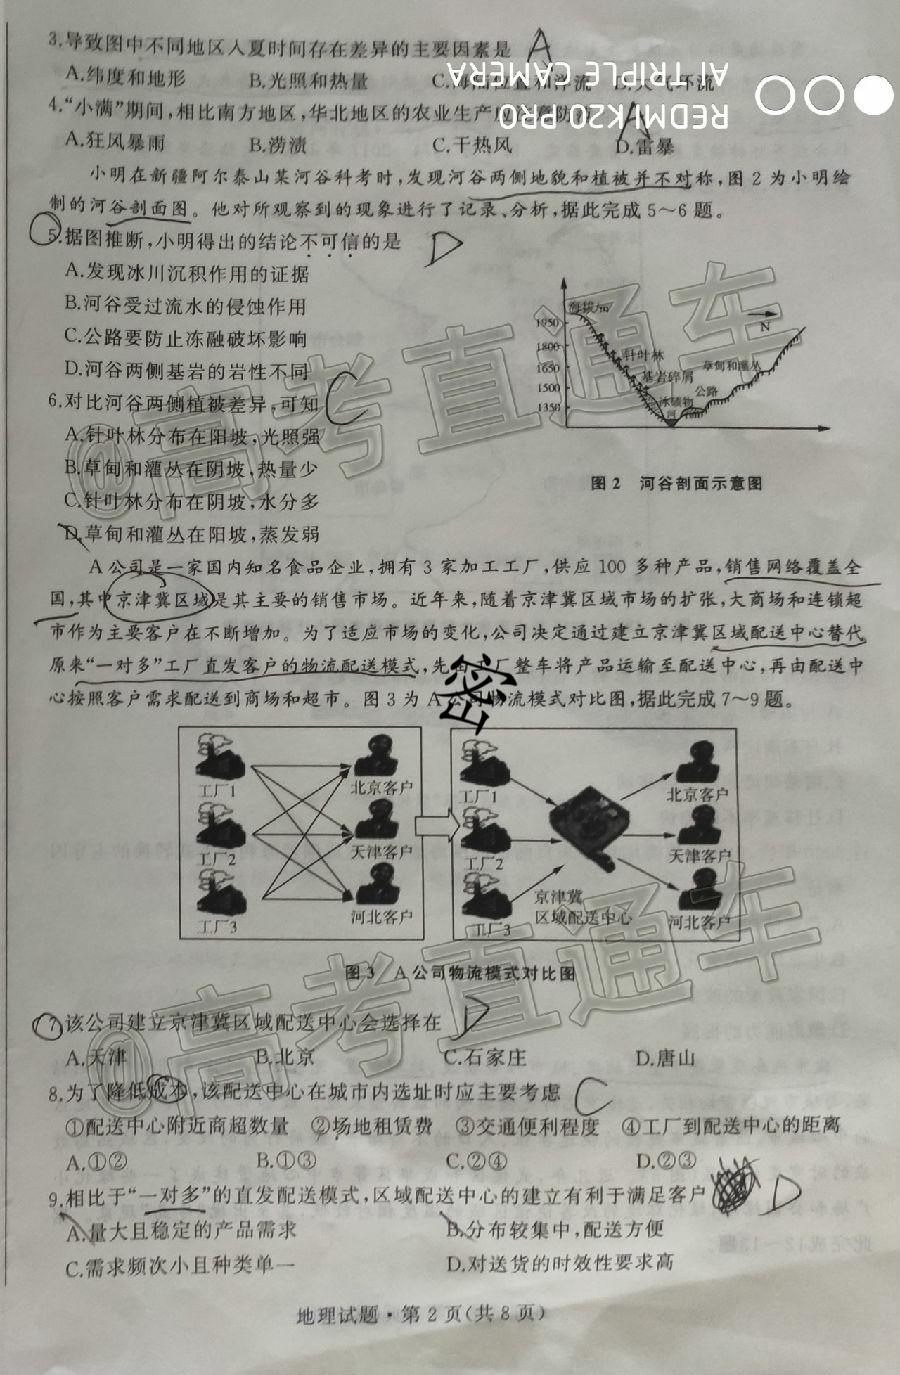 3.导致图中不同地区入夏时间存在差异的主要因素是 A
A.纬度和地形 B.光照和热量 C.海陆位置和洋流 D.大气环流
REDMI K20 PRO
AI TRIPLE CAMERA
4.“小满”期间,相比南方地区,华北地区的农业生产应注意防 A
A.狂风暴雨 B.涝渍 C.干热风 D.雷暴
小明在新疆阿尔泰山某河谷科考时,发现河谷两侧地貌和植被并不对称,图2为小明绘
制的河谷剖面图。他对所观察到的现象进行了记录、分析,据此完成5～6题。
5.据图推断,小明得出的结论不可信的是 D
A.发现冰川沉积作用的证据
B.河谷受过流水的侵蚀作用
C.公路要防止冻融破坏影响
D.河谷两侧基岩的岩性不同
6.对比河谷两侧植被差异,可知 C
A.针叶林分布在阳坡,光照强
B.草甸和灌丛在阴坡,热量少
C.针叶林分布在阴坡,水分多
D.草甸和灌丛在阳坡,蒸发弱
海拔/m
1950
1800
1650
1500
1350
N
针叶林
基岩碎屑
冰碛物
河
公路
草甸和灌丛
图2 河谷剖面示意图
A公司是一家国内知名食品企业,拥有3家加工工厂,供应100多种产品,销售网络覆盖全
国,其中京津冀区域是其主要的销售市场。近年来,随着京津冀区域市场的扩张,大商场和连锁超
市作为主要客户在不断增加。为了适应市场的变化,公司决定通过建立京津冀区域配送中心替代
原来“一对多”工厂直发客户的物流配送模式,先由工厂整车将产品运输至配送中心,再由配送中
心按照客户需求配送到商场和超市。图3为A公司物流模式对比图,据此完成7～9题。
密
工厂1 北京客户
工厂2 天津客户
工厂3 河北客户
工厂1 北京客户
工厂2 天津客户
工厂3 京津冀
区域配送中心 河北客户
图3 A公司物流模式对比图
7.该公司建立京津冀区域配送中心会选择在 D
A.天津 B.北京 C.石家庄 D.唐山
8.为了降低成本,该配送中心在城市内选址时应主要考虑 C
①配送中心附近商超数量 ②场地租赁费 ③交通便利程度 ④工厂到配送中心的距离
A.①② B.①③ C.②④ D.②③
9.相比于“一对多”的直发配送模式,区域配送中心的建立有利于满足客户 D
A.量大且稳定的产品需求 B.分布较集中,配送方便
C.需求频次小且种类单一 D.对送货的时效性要求高
地理试题·第2页(共8页)
@高考直通车
@高考直通车